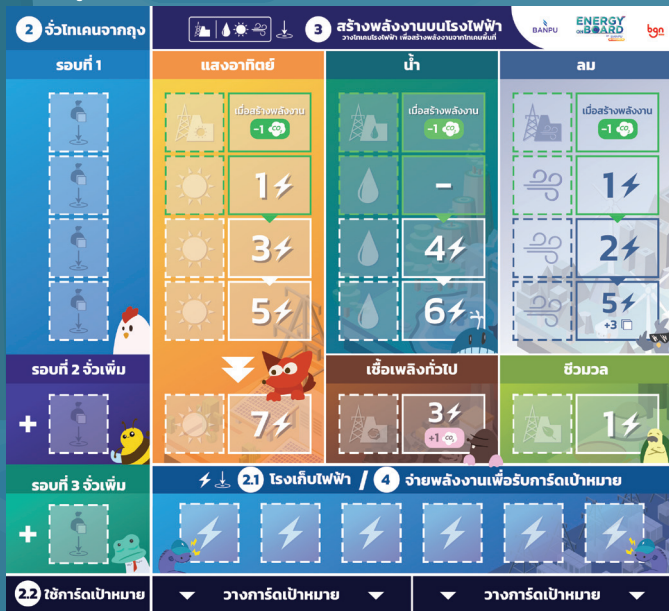 2 จั่วโทเคนจากถุง
3 สร้างพลังงานบนโรงไฟฟ้า
วางโทเคนโรงไฟฟ้า เพื่อสร้างพลังงานจากโทเคนพื้นที่
BANPU
ENERGY ON BOARD
bgn
รอบที่ 1
แสงอาทิตย์
น้ำ
ลม
เมื่อสร้างพลังงาน
-1 CO₂
เมื่อสร้างพลังงาน
-1 CO₂
เมื่อสร้างพลังงาน
-1 CO₂
1
-
1
3
4
2
5
6
5
+3
รอบที่ 2 จั่วเพิ่ม
เชื้อเพลิงทั่วไป
ชีวมวล
+
7
3
+1 CO₂
1
รอบที่ 3 จั่วเพิ่ม
2.1 โรงเก็บไฟฟ้า / 4 จ่ายพลังงานเพื่อรับการ์ดเป้าหมาย
+
2.2 ใช้การ์ดเป้าหมาย
วางการ์ดเป้าหมาย
วางการ์ดเป้าหมาย